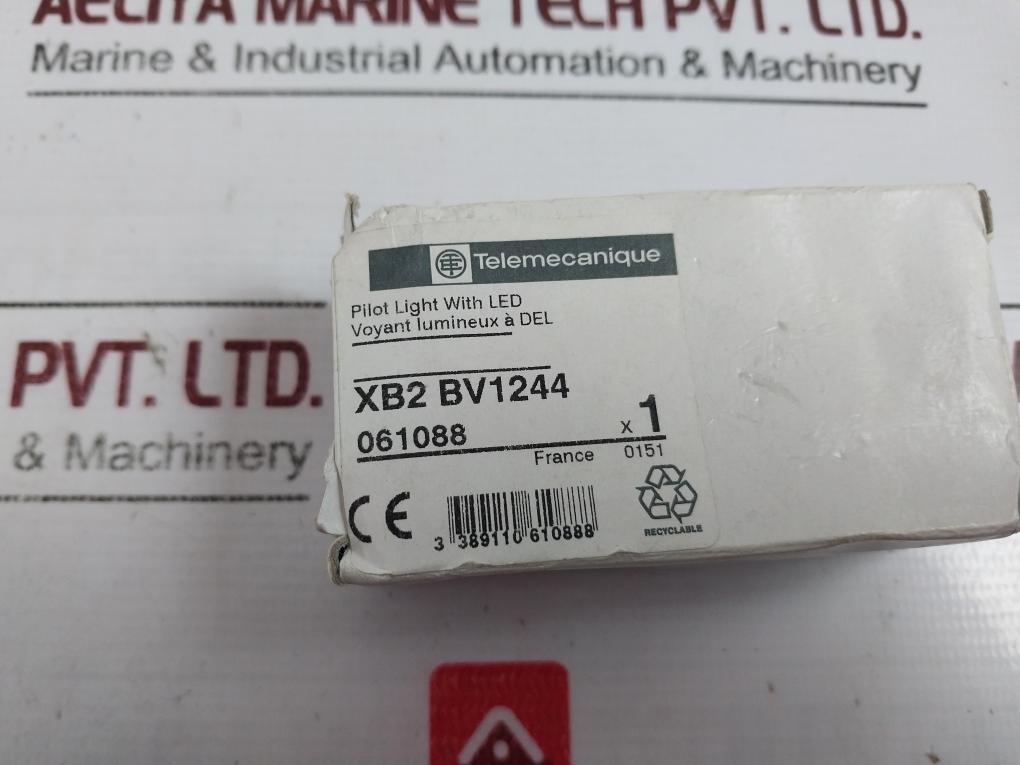 AECITA MARINE TECH PVT. LTD.
Marine & Industrial Automation & Machinery
PVT. LTD.
& Machinery
Telemecanique
Pilot Light With LED
Voyant lumineux à DEL
XB2 BV1244
061088
x 1
France 0151
CE
3 389110 610888
RECYCLABLE